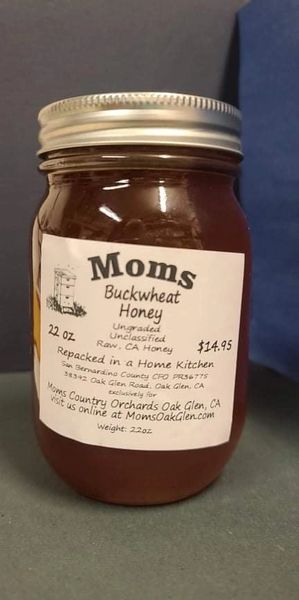 Moms
Buckwheat
Honey
Ungraded
22 oz Unclassified
Raw, CA Honey $14.95
Repacked in a Home Kitchen
San Bernardino County CFO PR36775
38392 Oak Glen Road. Oak Glen, CA
exclusively for
Moms Country Orchards Oak Glen, CA
visit us online at MomsOakGlen.com
Weight: 22oz